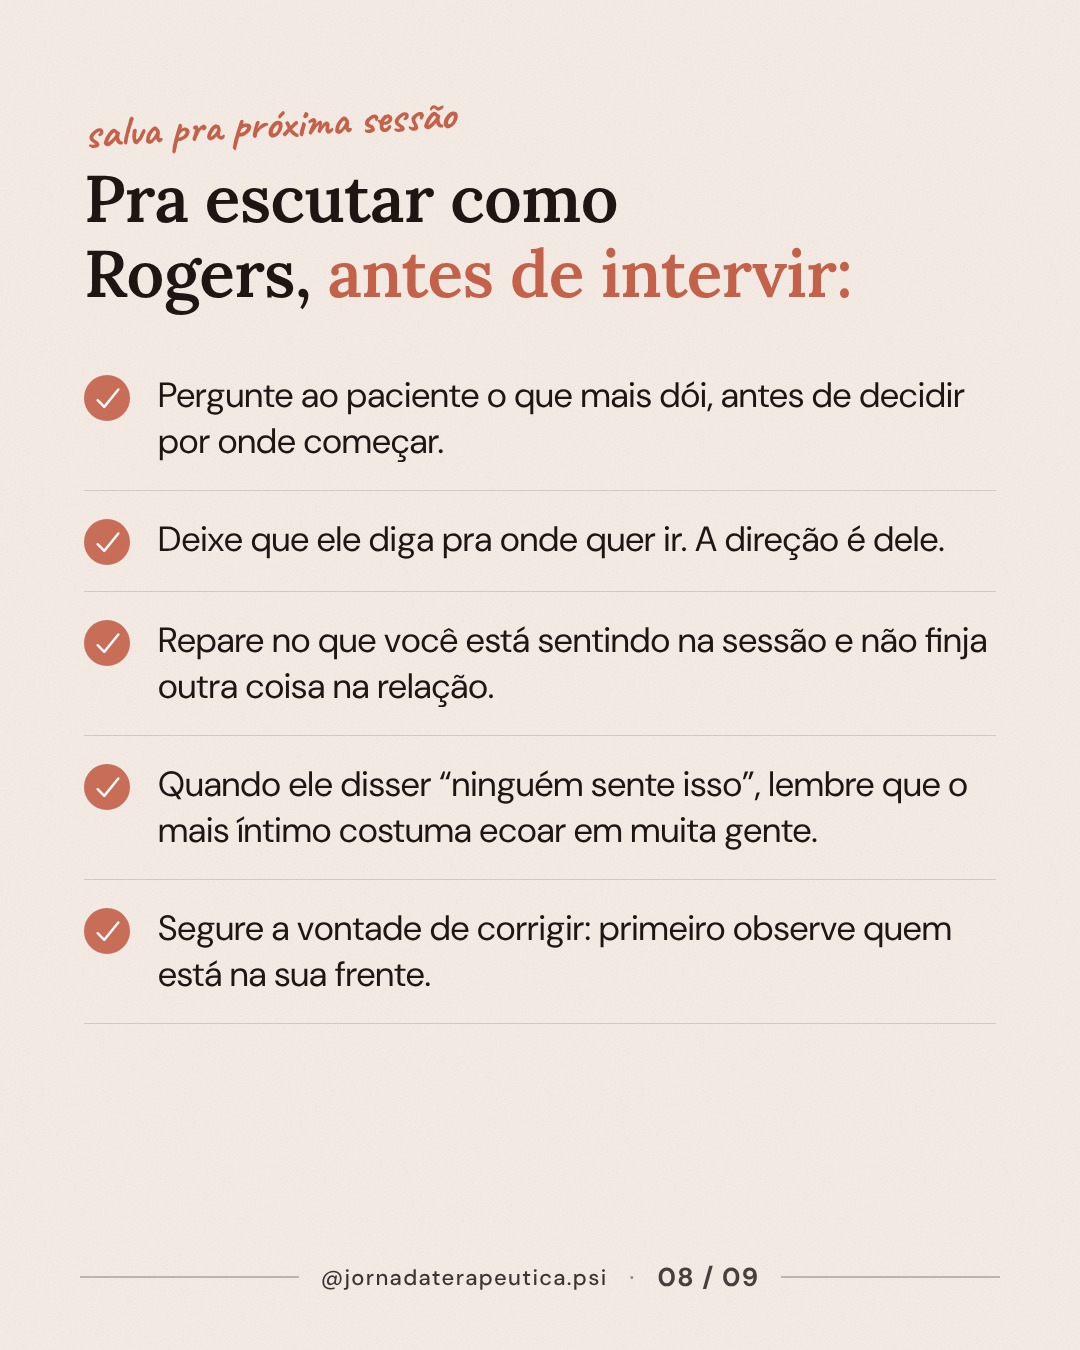 salva pra próxima sessão
Pra escutar como
Rogers, antes de intervir:
Pergunte ao paciente o que mais dói, antes de decidir
por onde começar.
Deixe que ele diga pra onde quer ir. A direção é dele.
Repare no que você está sentindo na sessão e não finja
outra coisa na relação.
Quando ele disser “ninguém sente isso”, lembre que o
mais íntimo costuma ecoar em muita gente.
Segure a vontade de corrigir: primeiro observe quem
está na sua frente.
@jornadaterapeutica.psi · 08 / 09